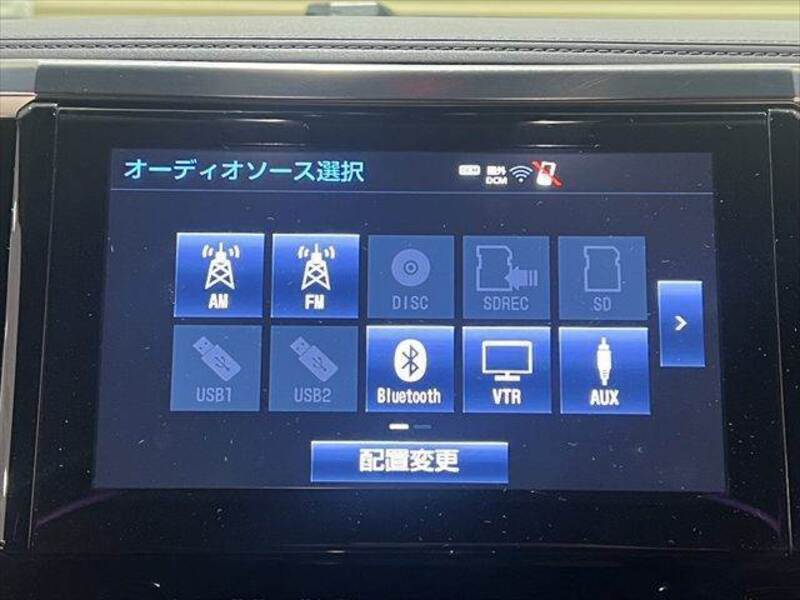 オーディオソース選択
圏外
DCM
AM
FM
DISC
SDREC
SD
USB1
USB2
Bluetooth
VTR
AUX
配置変更